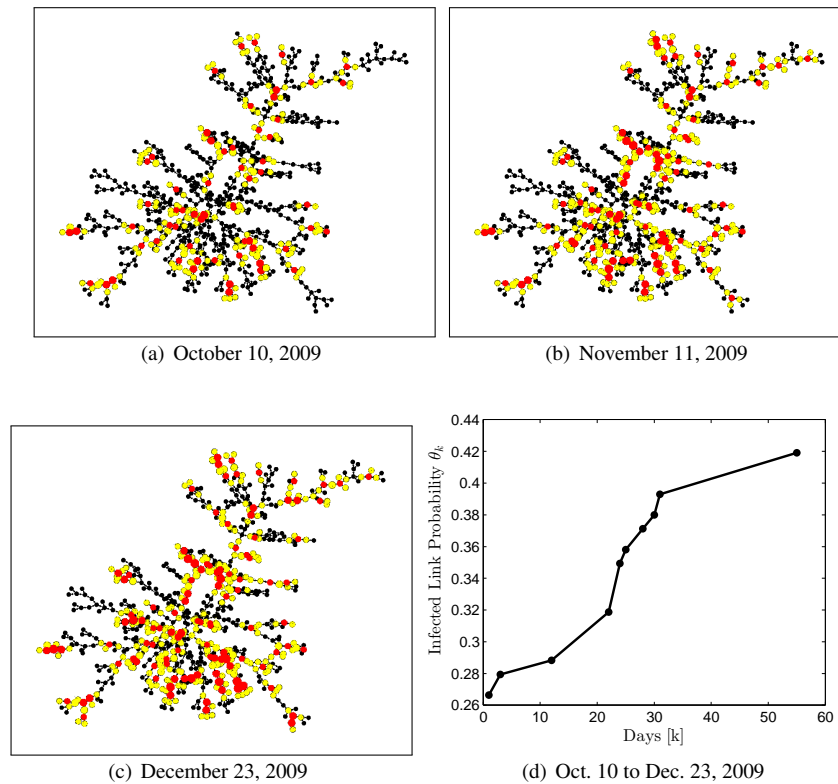 (a) October 10, 2009
(b) November 11, 2009
0.44
0.42
0.4
0.38
0.36
0.34
0.32
0.3
0.28
0.26
Infected Link Probability θₖ
0 10 20 30 40 50 60
Days [k]
(c) December 23, 2009
(d) Oct. 10 to Dec. 23, 2009